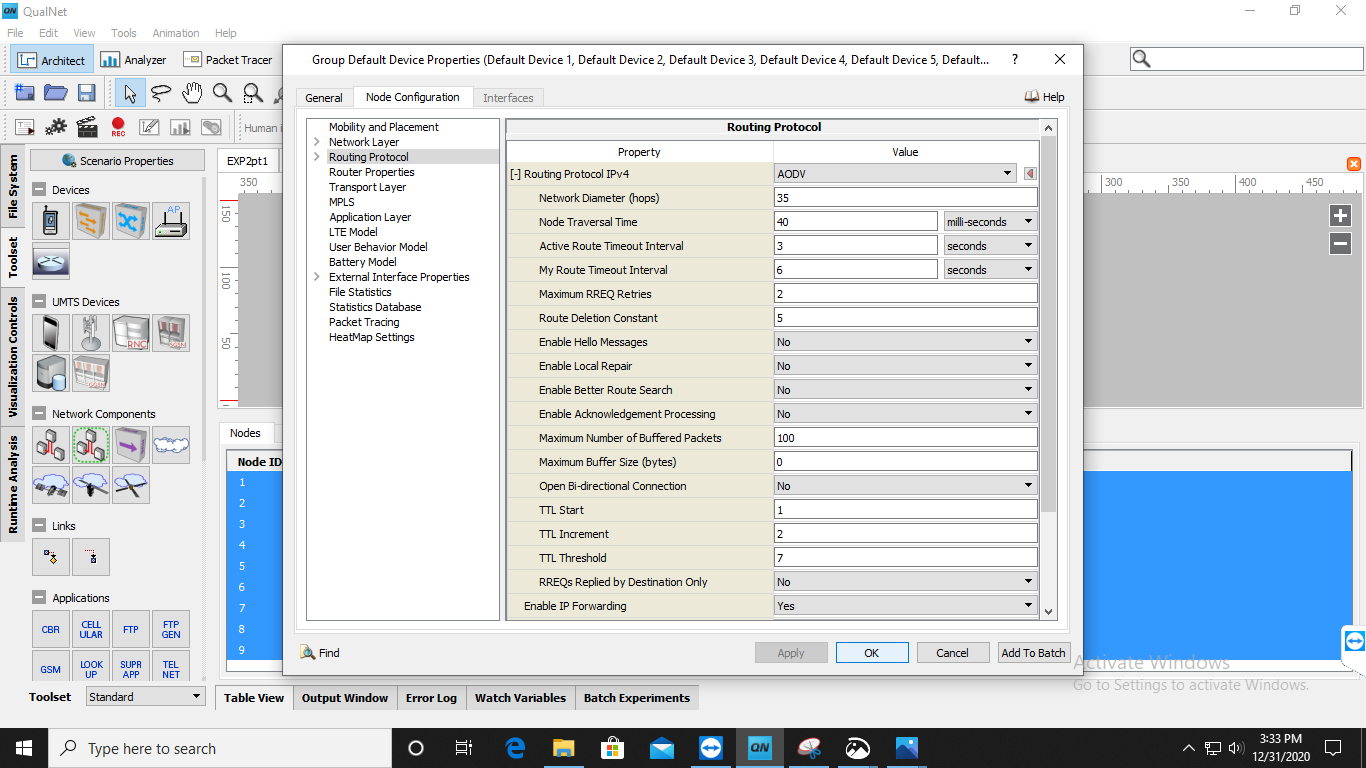 QN QualNet
File Edit View Tools Animation Help
Group Default Device Properties (Default Device 1, Default Device 2, Default Device 3, Default Device 4, Default Device 5, Default... ?
Architect Analyzer Packet Tracer
General Node Configuration Interfaces Help
REC Human i
Scenario Properties
EXP2pt1
File System
Toolset
Visualization Controls
Runtime Analysis
Devices
AP
UMTS Devices
RNC
Network Components
Links
Applications
CBR CELL ULAR FTP FTP GEN
GSM LOOK UP SUPR APP TEL NET
Toolset Standard
350
150
100
50
300 350 400 450
Mobility and Placement
Network Layer
Routing Protocol
Router Properties
Transport Layer
MPLS
Application Layer
LTE Model
User Behavior Model
Battery Model
External Interface Properties
File Statistics
Statistics Database
Packet Tracing
HeatMap Settings
Routing Protocol
Property Value
[-] Routing Protocol IPv4 AODV
Network Diameter (hops) 35
Node Traversal Time 40 milli-seconds
Active Route Timeout Interval 3 seconds
My Route Timeout Interval 6 seconds
Maximum RREQ Retries 2
Route Deletion Constant 5
Enable Hello Messages No
Enable Local Repair No
Enable Better Route Search No
Enable Acknowledgement Processing No
Maximum Number of Buffered Packets 100
Maximum Buffer Size (bytes) 0
Open Bi-directional Connection No
TTL Start 1
TTL Increment 2
TTL Threshold 7
RREQs Replied by Destination Only No
Enable IP Forwarding Yes
Find Apply OK Cancel Add To Batch
Nodes
Node ID
1
2
3
4
5
6
7
8
9
Activate Windows
Go to Settings to activate Windows.
Table View Output Window Error Log Watch Variables Batch Experiments
Type here to search
QN
3:33 PM
12/31/2020